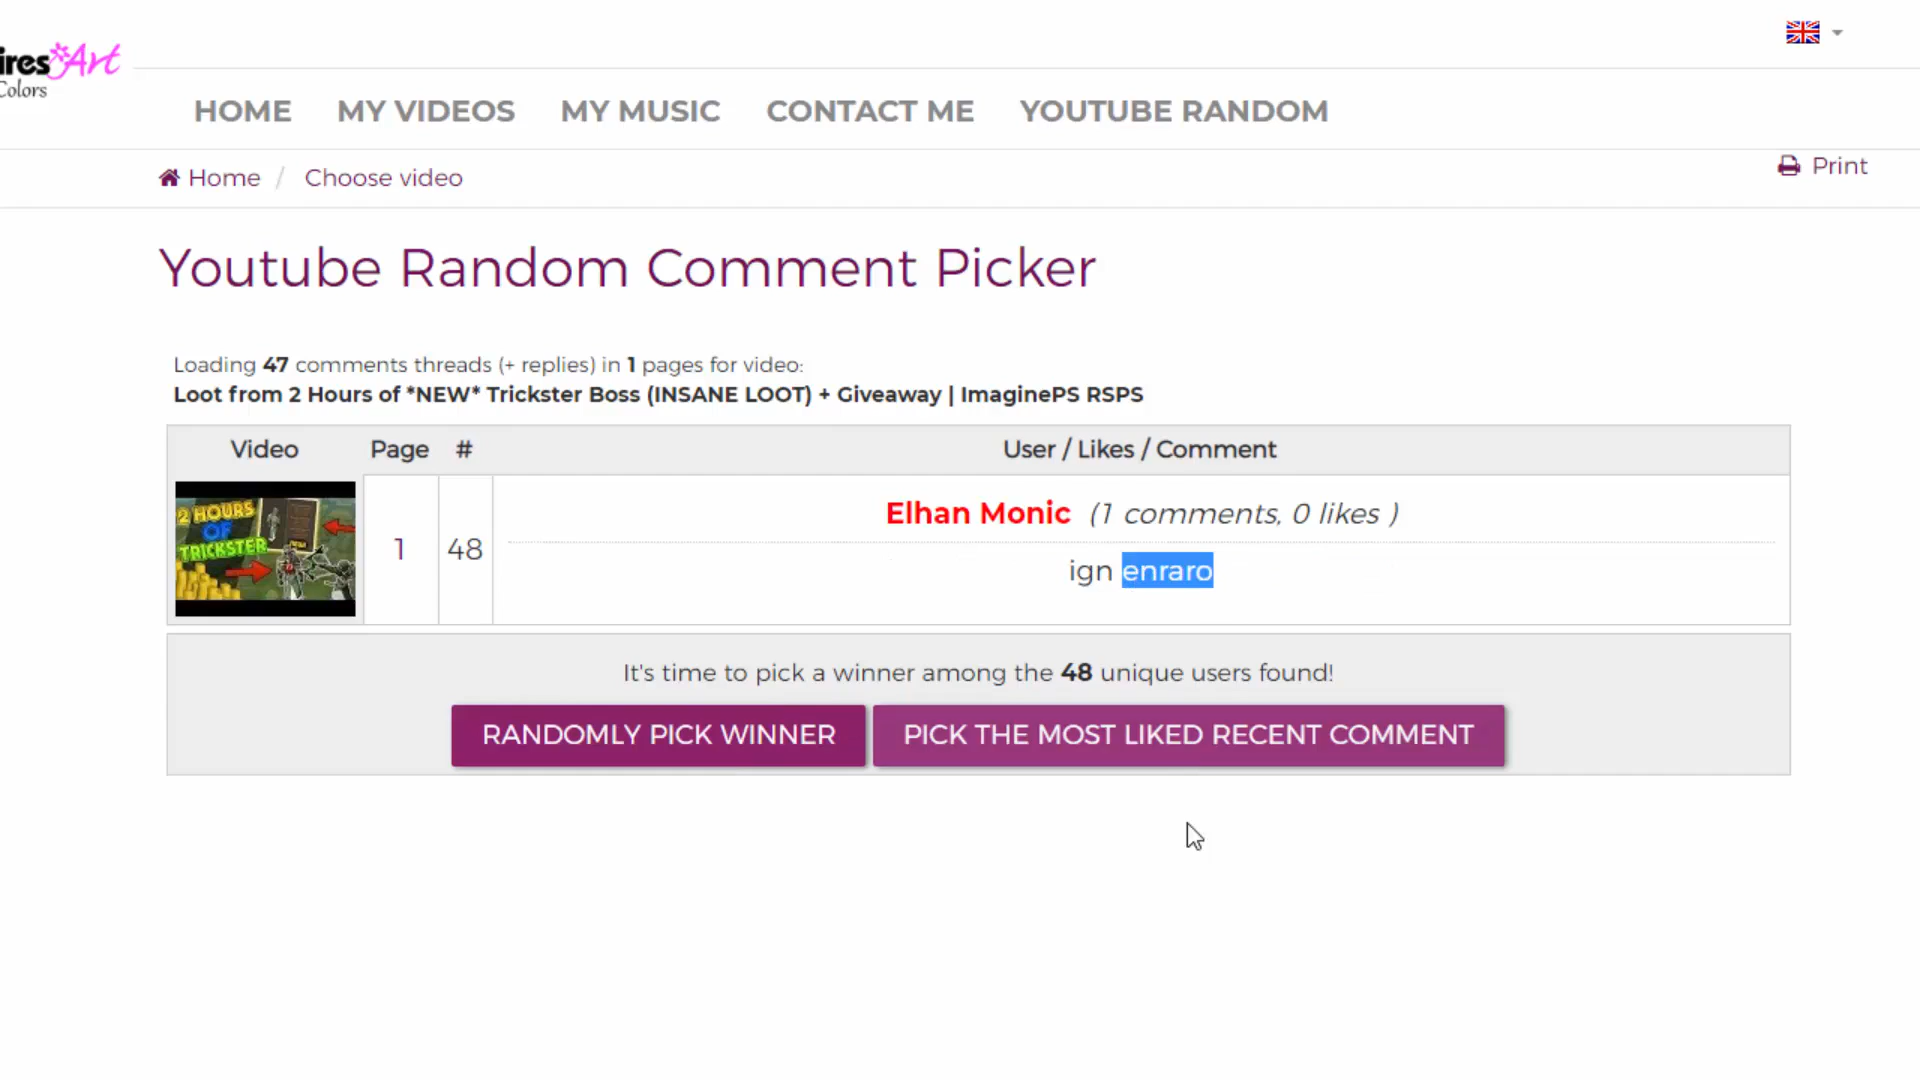 ires Art
Colors
HOME MY VIDEOS MY MUSIC CONTACT ME YOUTUBE RANDOM
Home / Choose video
Print
Youtube Random Comment Picker
Loading 47 comments threads (+ replies) in 1 pages for video:
Loot from 2 Hours of *NEW* Trickster Boss (INSANE LOOT) + Giveaway | ImaginePS RSPS
Video Page # User / Likes / Comment
2 HOURS
OF
TRICKSTER
1 48
Elhan Monic (1 comments, 0 likes )
ign enraro
It's time to pick a winner among the 48 unique users found!
RANDOMLY PICK WINNER PICK THE MOST LIKED RECENT COMMENT